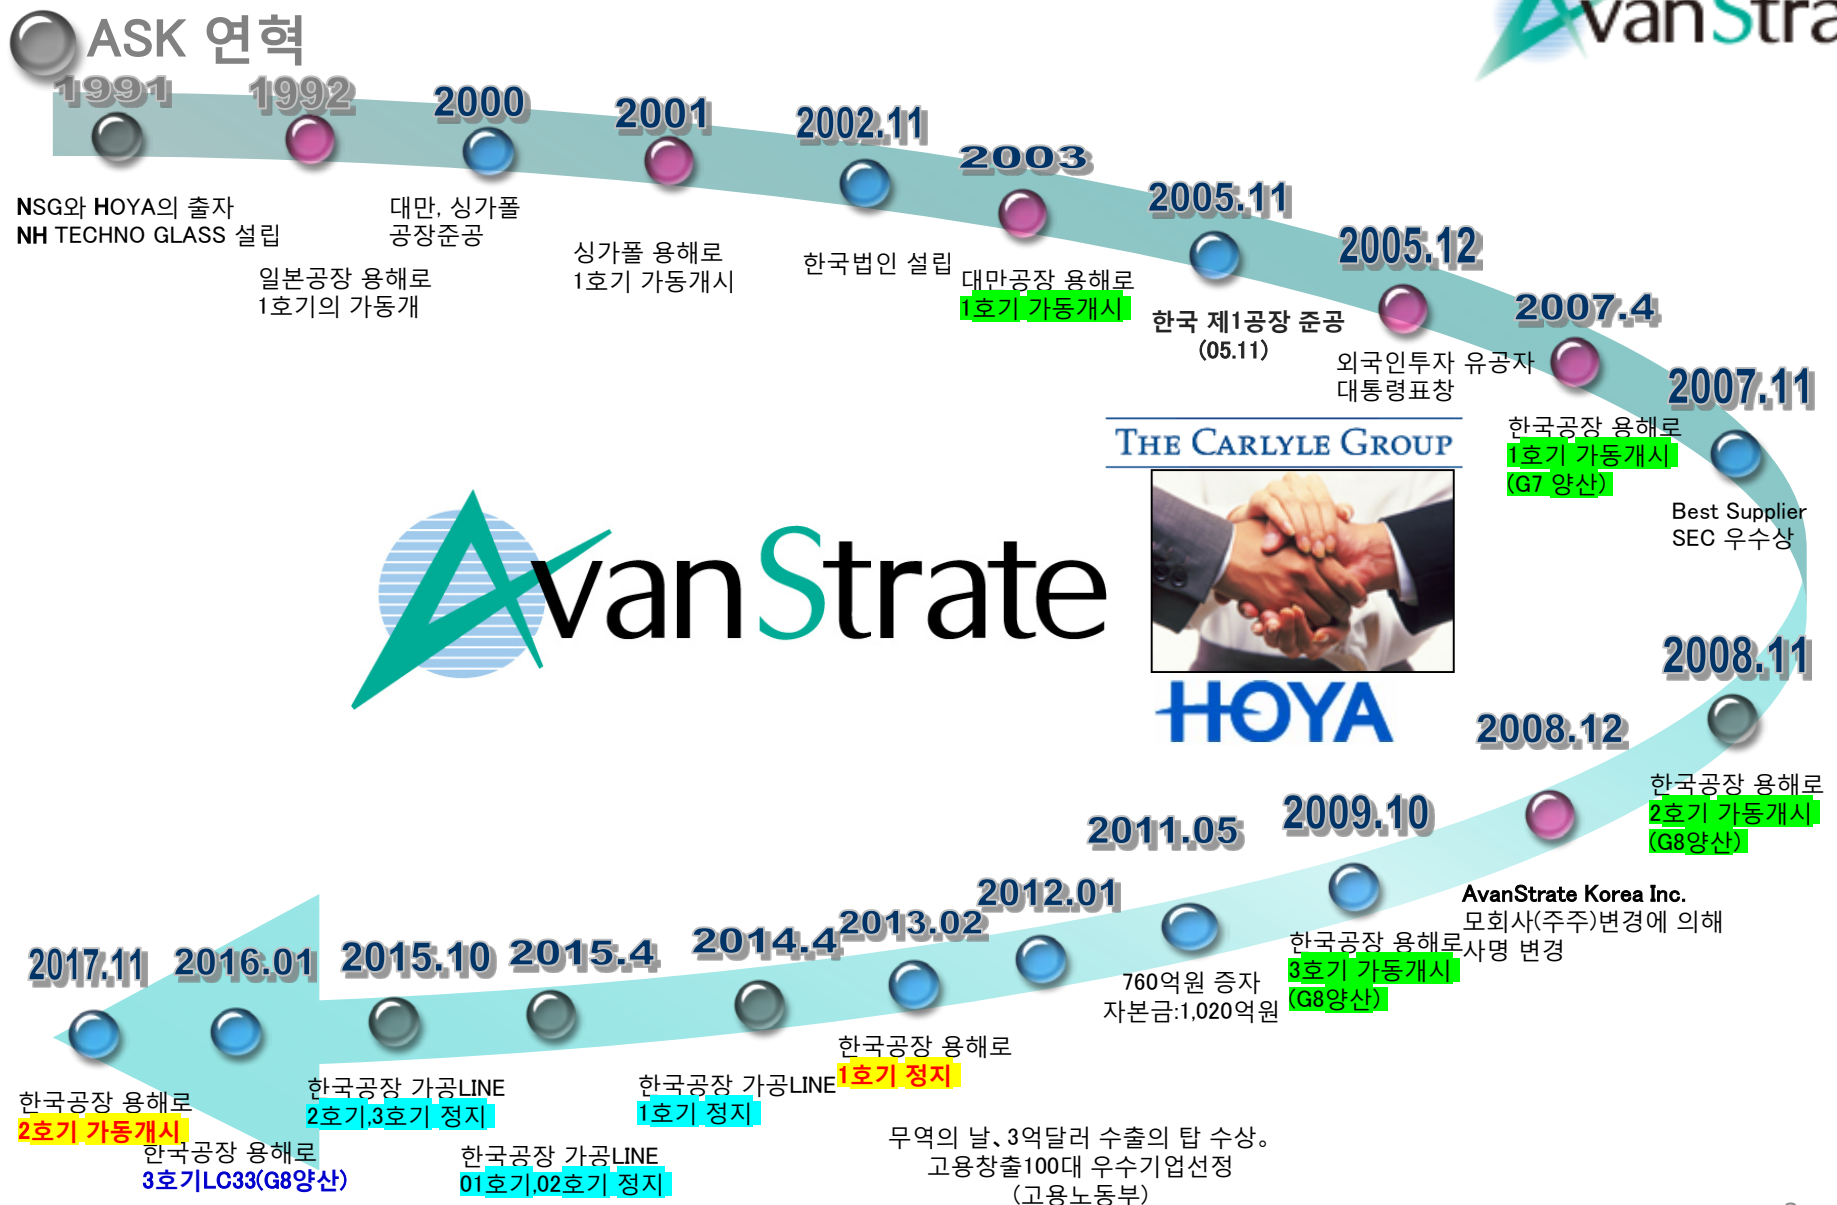 ASK 연혁
AvanStra
1991
NSG와 HOYA의 출자
NH TECHNO GLASS 설립
1992
일본공장 용해로
1호기의 가동개
2000
대만, 싱가폴
공장준공
2001
싱가폴 용해로
1호기 가동개시
2002.11
한국법인 설립
2003
대만공장 용해로
1호기 가동개시
2005.11
한국 제1공장 준공
(05.11)
2005.12
외국인투자 유공자
대통령표창
2007.4
한국공장 용해로
1호기 가동개시
(G7 양산)
2007.11
Best Supplier
SEC 우수상
THE CARLYLE GROUP
AvanStrate
HOYA
2008.11
한국공장 용해로
2호기 가동개시
(G8양산)
2008.12
AvanStrate Korea Inc.
모회사(주주)변경에 의해
사명 변경
2009.10
한국공장 용해로
3호기 가동개시
(G8양산)
2011.05
760억원 증자
자본금:1,020억원
2012.01
무역의 날、3억달러 수출의 탑 수상。
고용창출100대 우수기업선정
(고용노동부)
2013.02
한국공장 용해로
1호기 정지
2014.4
한국공장 가공LINE
1호기 정지
2015.4
한국공장 가공LINE
01호기,02호기 정지
2015.10
한국공장 가공LINE
2호기,3호기 정지
2016.01
한국공장 용해로
3호기LC33(G8양산)
2017.11
한국공장 용해로
2호기 가동개시